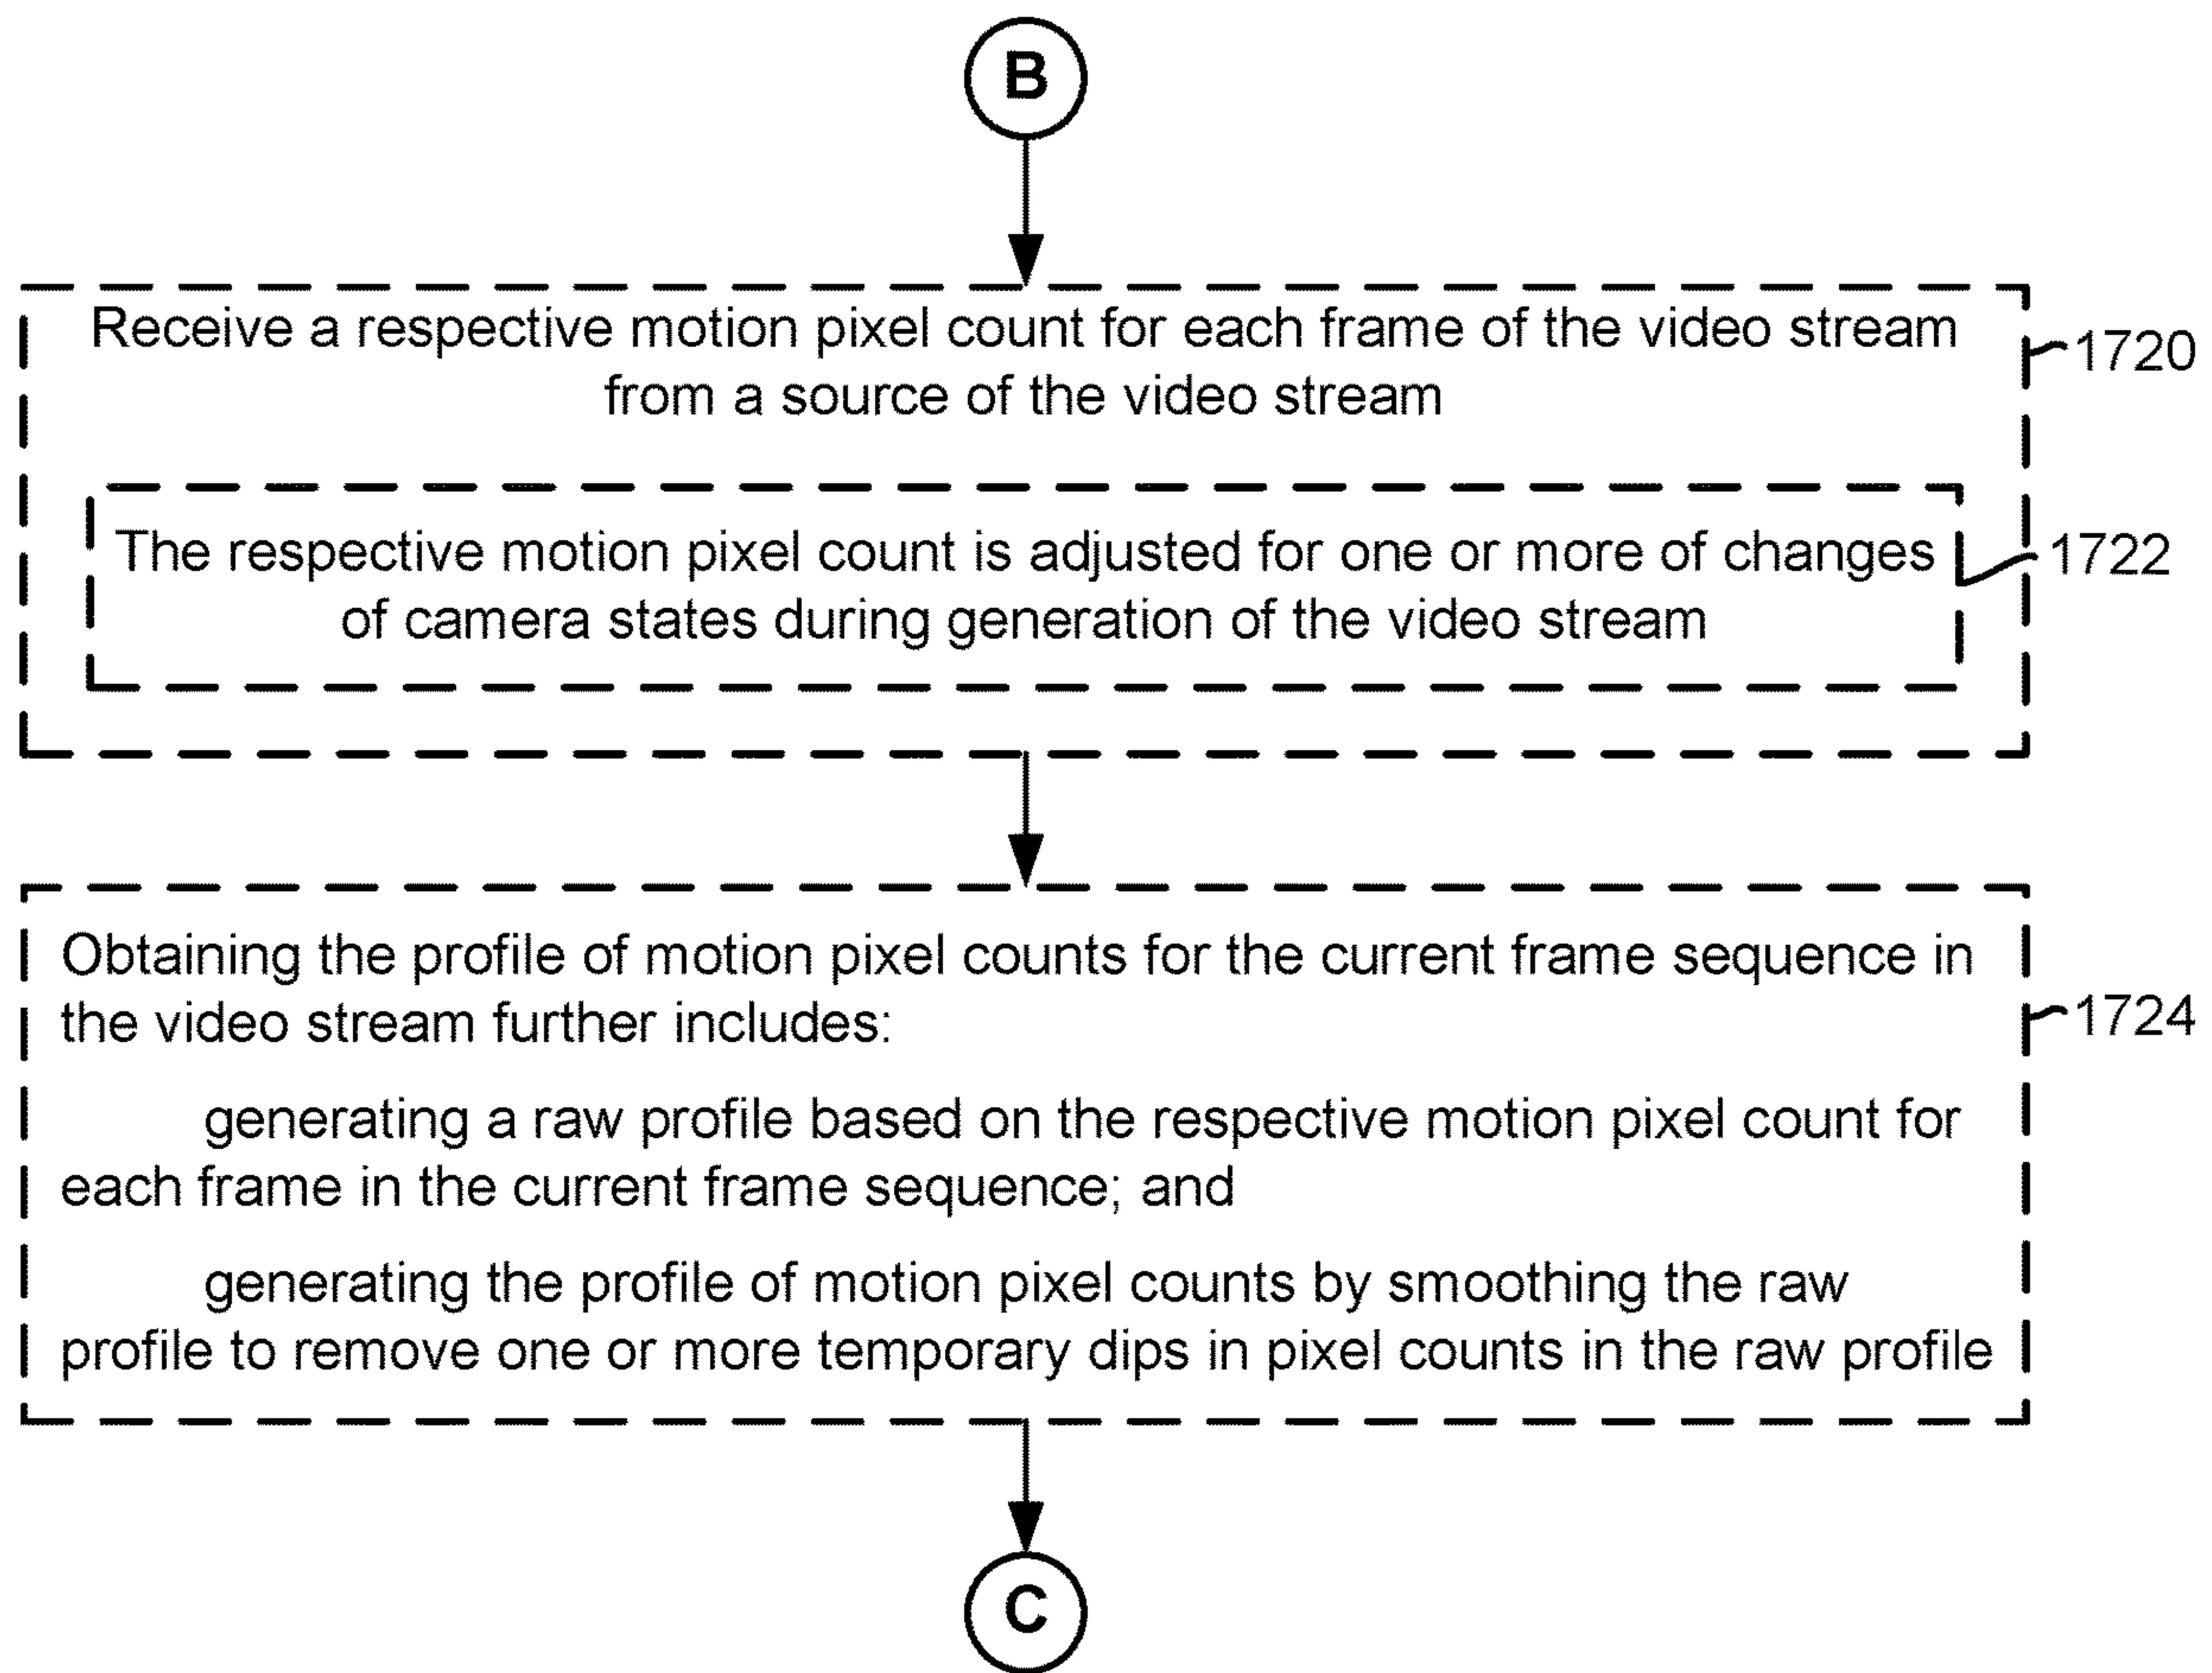 B
Receive a respective motion pixel count for each frame of the video stream
from a source of the video stream
1720
The respective motion pixel count is adjusted for one or more of changes
of camera states during generation of the video stream
1722
Obtaining the profile of motion pixel counts for the current frame sequence in
the video stream further includes:
1724
generating a raw profile based on the respective motion pixel count for
each frame in the current frame sequence; and
generating the profile of motion pixel counts by smoothing the raw
profile to remove one or more temporary dips in pixel counts in the raw profile
C